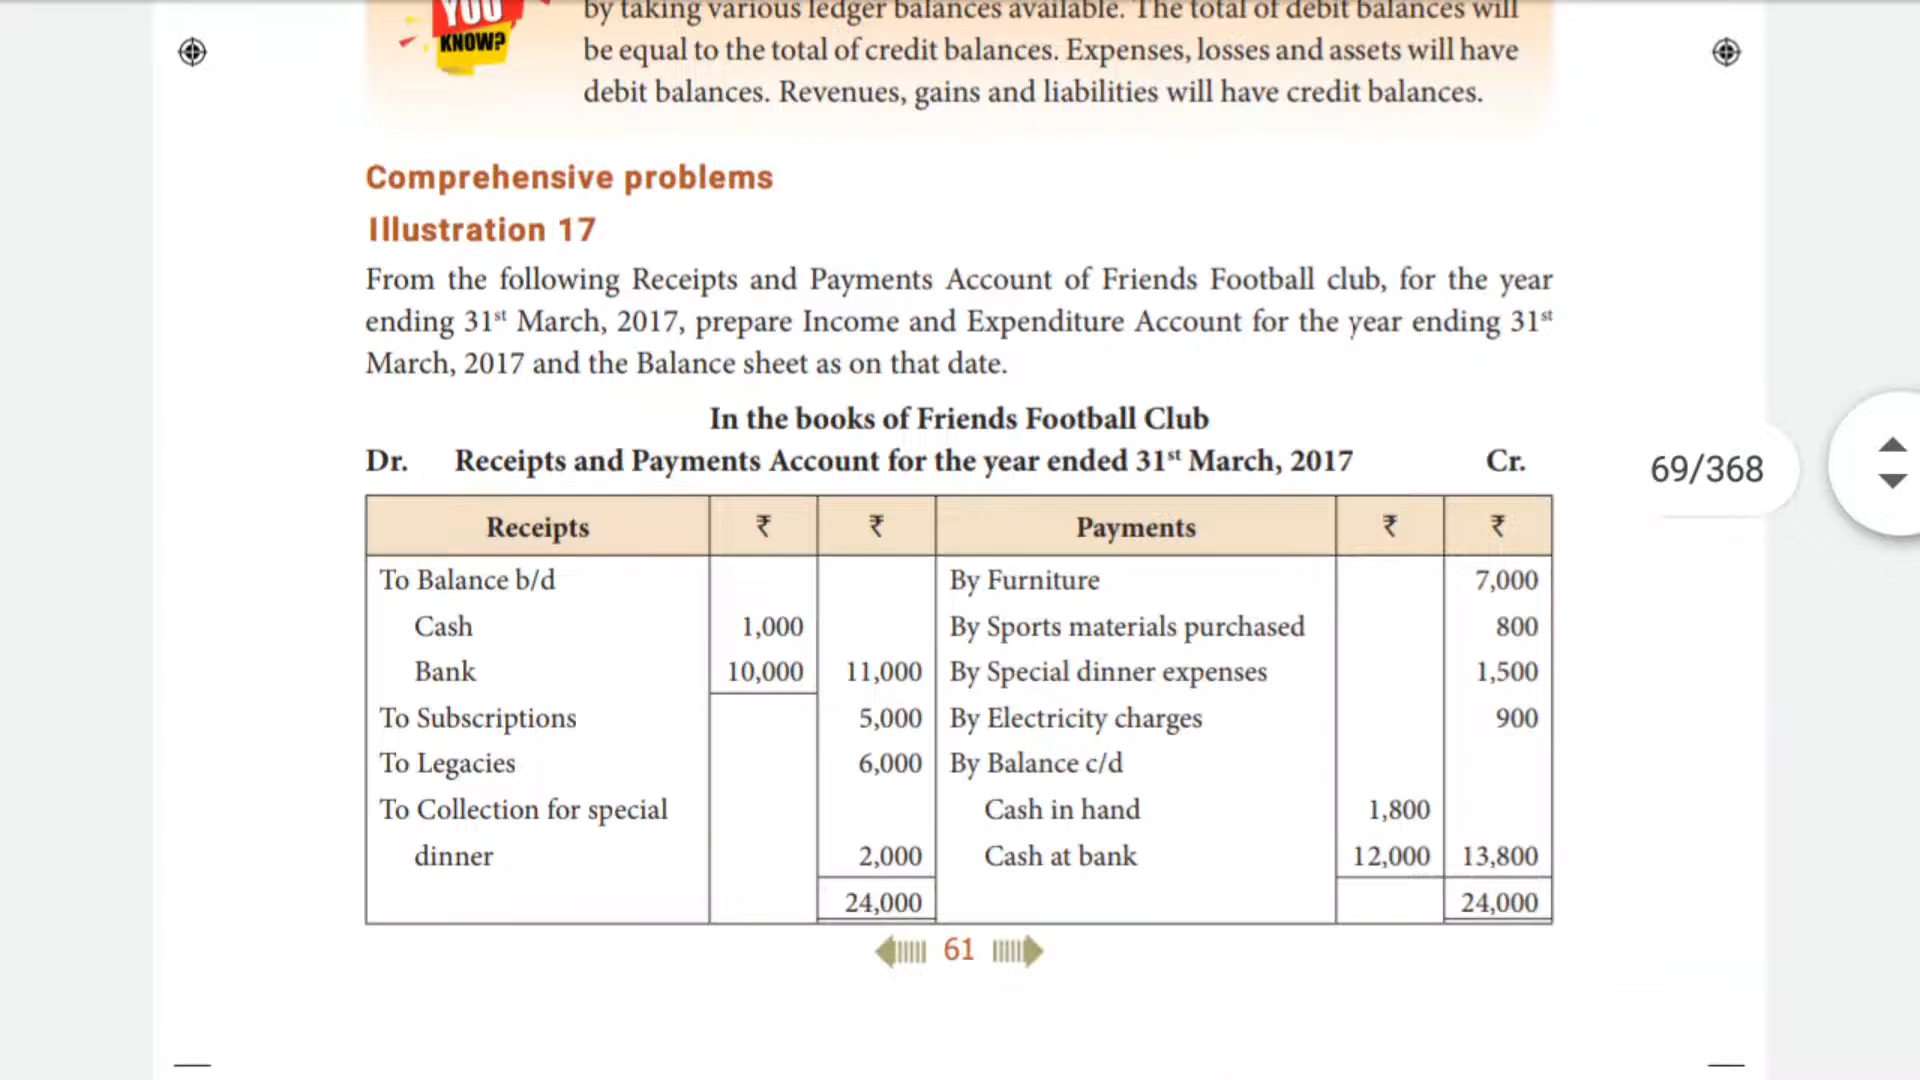 YOU
KNOW?
by taking various ledger balances available. The total of debit balances will
be equal to the total of credit balances. Expenses, losses and assets will have
debit balances. Revenues, gains and liabilities will have credit balances.
Comprehensive problems
Illustration 17
From the following Receipts and Payments Account of Friends Football club, for the year
ending 31st March, 2017, prepare Income and Expenditure Account for the year ending 31st
March, 2017 and the Balance sheet as on that date.
In the books of Friends Football Club
Dr. Receipts and Payments Account for the year ended 31st March, 2017 Cr.
69/368
Receipts ₹ ₹ Payments ₹ ₹
To Balance b/d By Furniture 7,000
Cash 1,000 By Sports materials purchased 800
Bank 10,000 11,000 By Special dinner expenses 1,500
To Subscriptions 5,000 By Electricity charges 900
To Legacies 6,000 By Balance c/d
To Collection for special Cash in hand 1,800
dinner 2,000 Cash at bank 12,000 13,800
24,000 24,000
61